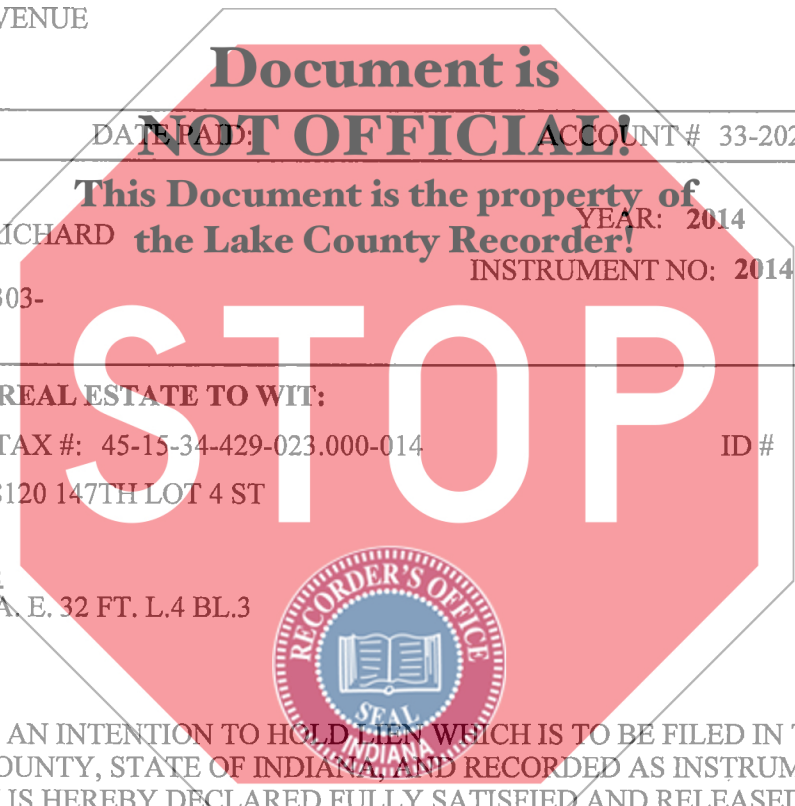 VENUE
Document is
NOT OFFICIAL!
DATE PAID: ACCOUNT # 33-202
This Document is the property of
the Lake County Recorder!
RICHARD YEAR: 2014
INSTRUMENT NO: 2014
303-
STOP
REAL ESTATE TO WIT:
TAX #: 45-15-34-429-023.000-014 ID #
8120 147TH LOT 4 ST
A. E. 32 FT. L.4 BL.3
RECORDER'S OFFICE
SEAL
INDIANA
AN INTENTION TO HOLD LIEN WHICH IS TO BE FILED IN
OUNTY, STATE OF INDIANA, AND RECORDED AS INSTRUM
IS HEREBY DECLARED FULLY SATISFIED AND RELEASED